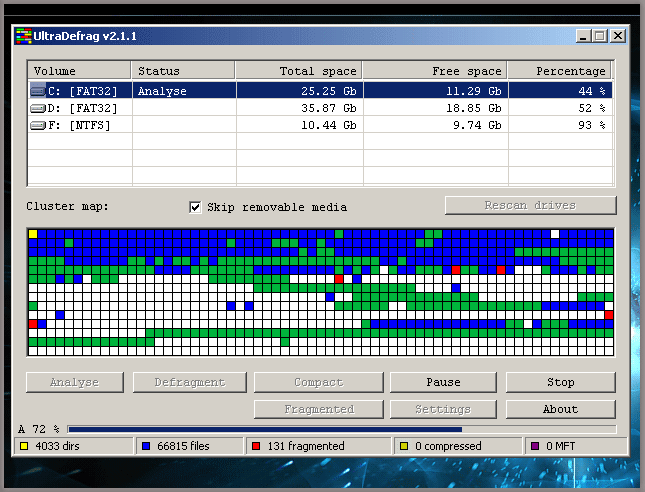 UltraDefrag v2.1.1
Volume Status Total space Free space Percentage
C: [FAT32] Analyse 25.25 Gb 11.29 Gb 44 %
D: [FAT32] 35.87 Gb 18.85 Gb 52 %
F: [NTFS] 10.44 Gb 9.74 Gb 93 %
Cluster map: Skip removable media Rescan drives
Analyse Defragment Compact Pause Stop
Fragmented Settings About
A 72 %
4033 dirs 66815 files 131 fragmented 0 compressed 0 MFT